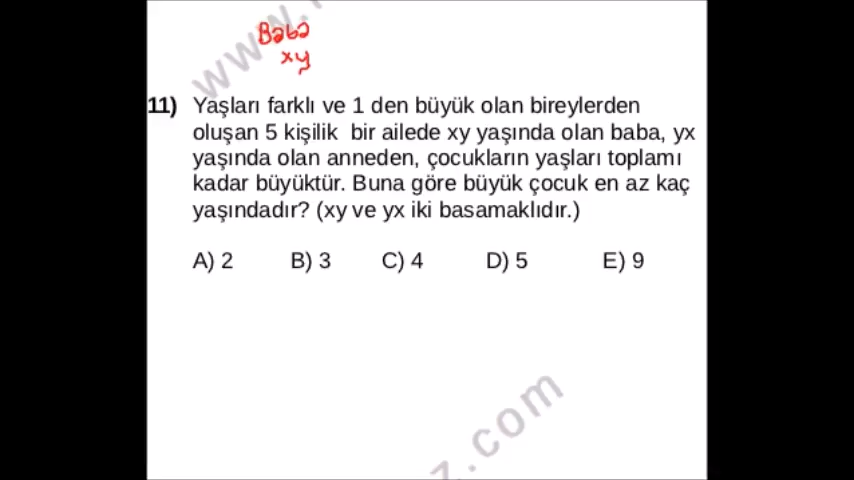 Baba
xy
www.
11) Yaşları farklı ve 1 den büyük olan bireylerden
oluşan 5 kişilik bir ailede xy yaşında olan baba, yx
yaşında olan anneden, çocukların yaşları toplamı
kadar büyüktür. Buna göre büyük çocuk en az kaç
yaşındadır? (xy ve yx iki basamaklıdır.)
A) 2 B) 3 C) 4 D) 5 E) 9
z.com